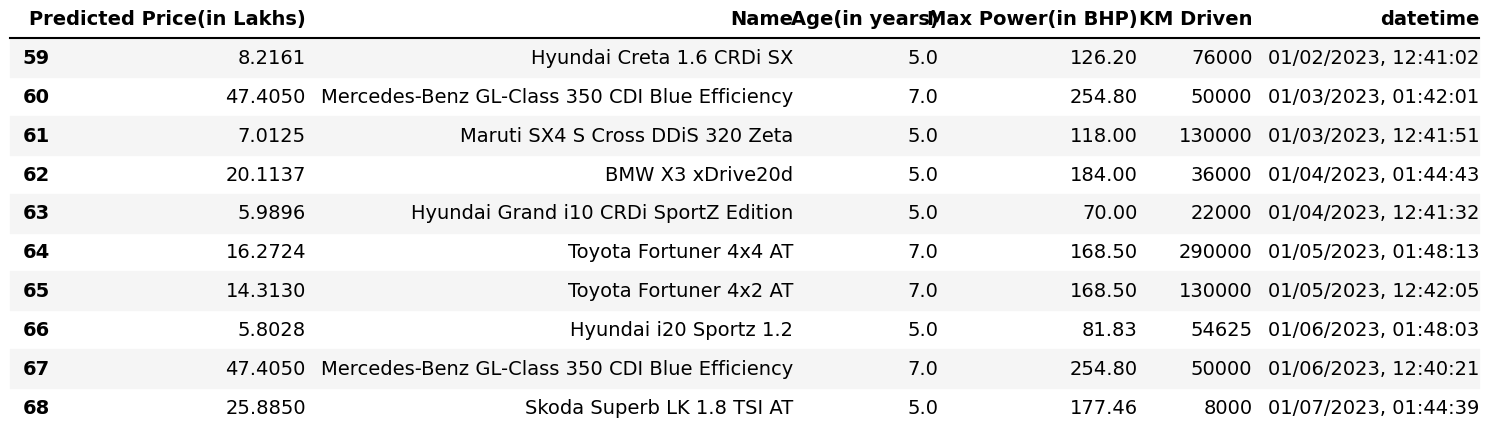 Predicted Price(in Lakhs) Name Age(in years) Max Power(in BHP) KM Driven datetime
59 8.2161 Hyundai Creta 1.6 CRDi SX 5.0 126.20 76000 01/02/2023, 12:41:02
60 47.4050 Mercedes-Benz GL-Class 350 CDI Blue Efficiency 7.0 254.80 50000 01/03/2023, 01:42:01
61 7.0125 Maruti SX4 S Cross DDiS 320 Zeta 5.0 118.00 130000 01/03/2023, 12:41:51
62 20.1137 BMW X3 xDrive20d 5.0 184.00 36000 01/04/2023, 01:44:43
63 5.9896 Hyundai Grand i10 CRDi SportZ Edition 5.0 70.00 22000 01/04/2023, 12:41:32
64 16.2724 Toyota Fortuner 4x4 AT 7.0 168.50 290000 01/05/2023, 01:48:13
65 14.3130 Toyota Fortuner 4x2 AT 7.0 168.50 130000 01/05/2023, 12:42:05
66 5.8028 Hyundai i20 Sportz 1.2 5.0 81.83 54625 01/06/2023, 01:48:03
67 47.4050 Mercedes-Benz GL-Class 350 CDI Blue Efficiency 7.0 254.80 50000 01/06/2023, 12:40:21
68 25.8850 Skoda Superb LK 1.8 TSI AT 5.0 177.46 8000 01/07/2023, 01:44:39